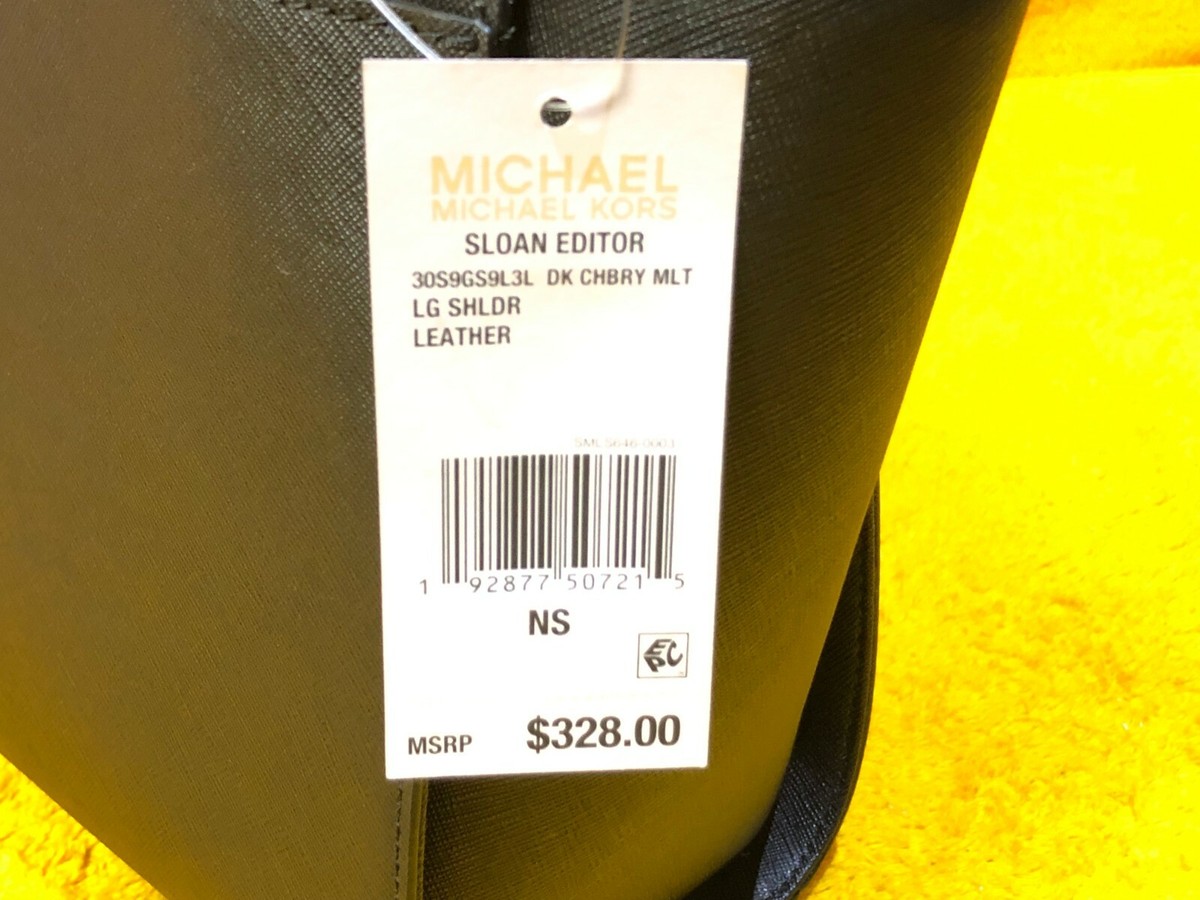 MICHAEL
MICHAEL KORS
SLOAN EDITOR
30S9GS9L3L DK CHBRY MLT
LG SHLDR
LEATHER
1 92877 50721 5
NS
EPC
MSRP $328.00